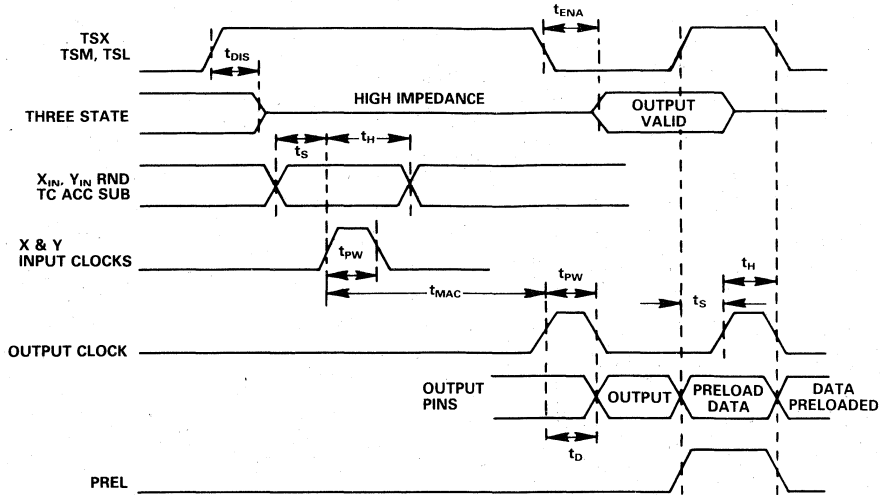 TSX
TSM, TSL
tDIS
tENA
THREE STATE
HIGH IMPEDANCE
OUTPUT
VALID
tS
tH
XIN, YIN RND
TC ACC SUB
X & Y
INPUT CLOCKS
tPW
tMAC
tPW
tS
tH
OUTPUT CLOCK
OUTPUT
PINS
OUTPUT
PRELOAD
DATA
DATA
PRELOADED
tD
PREL